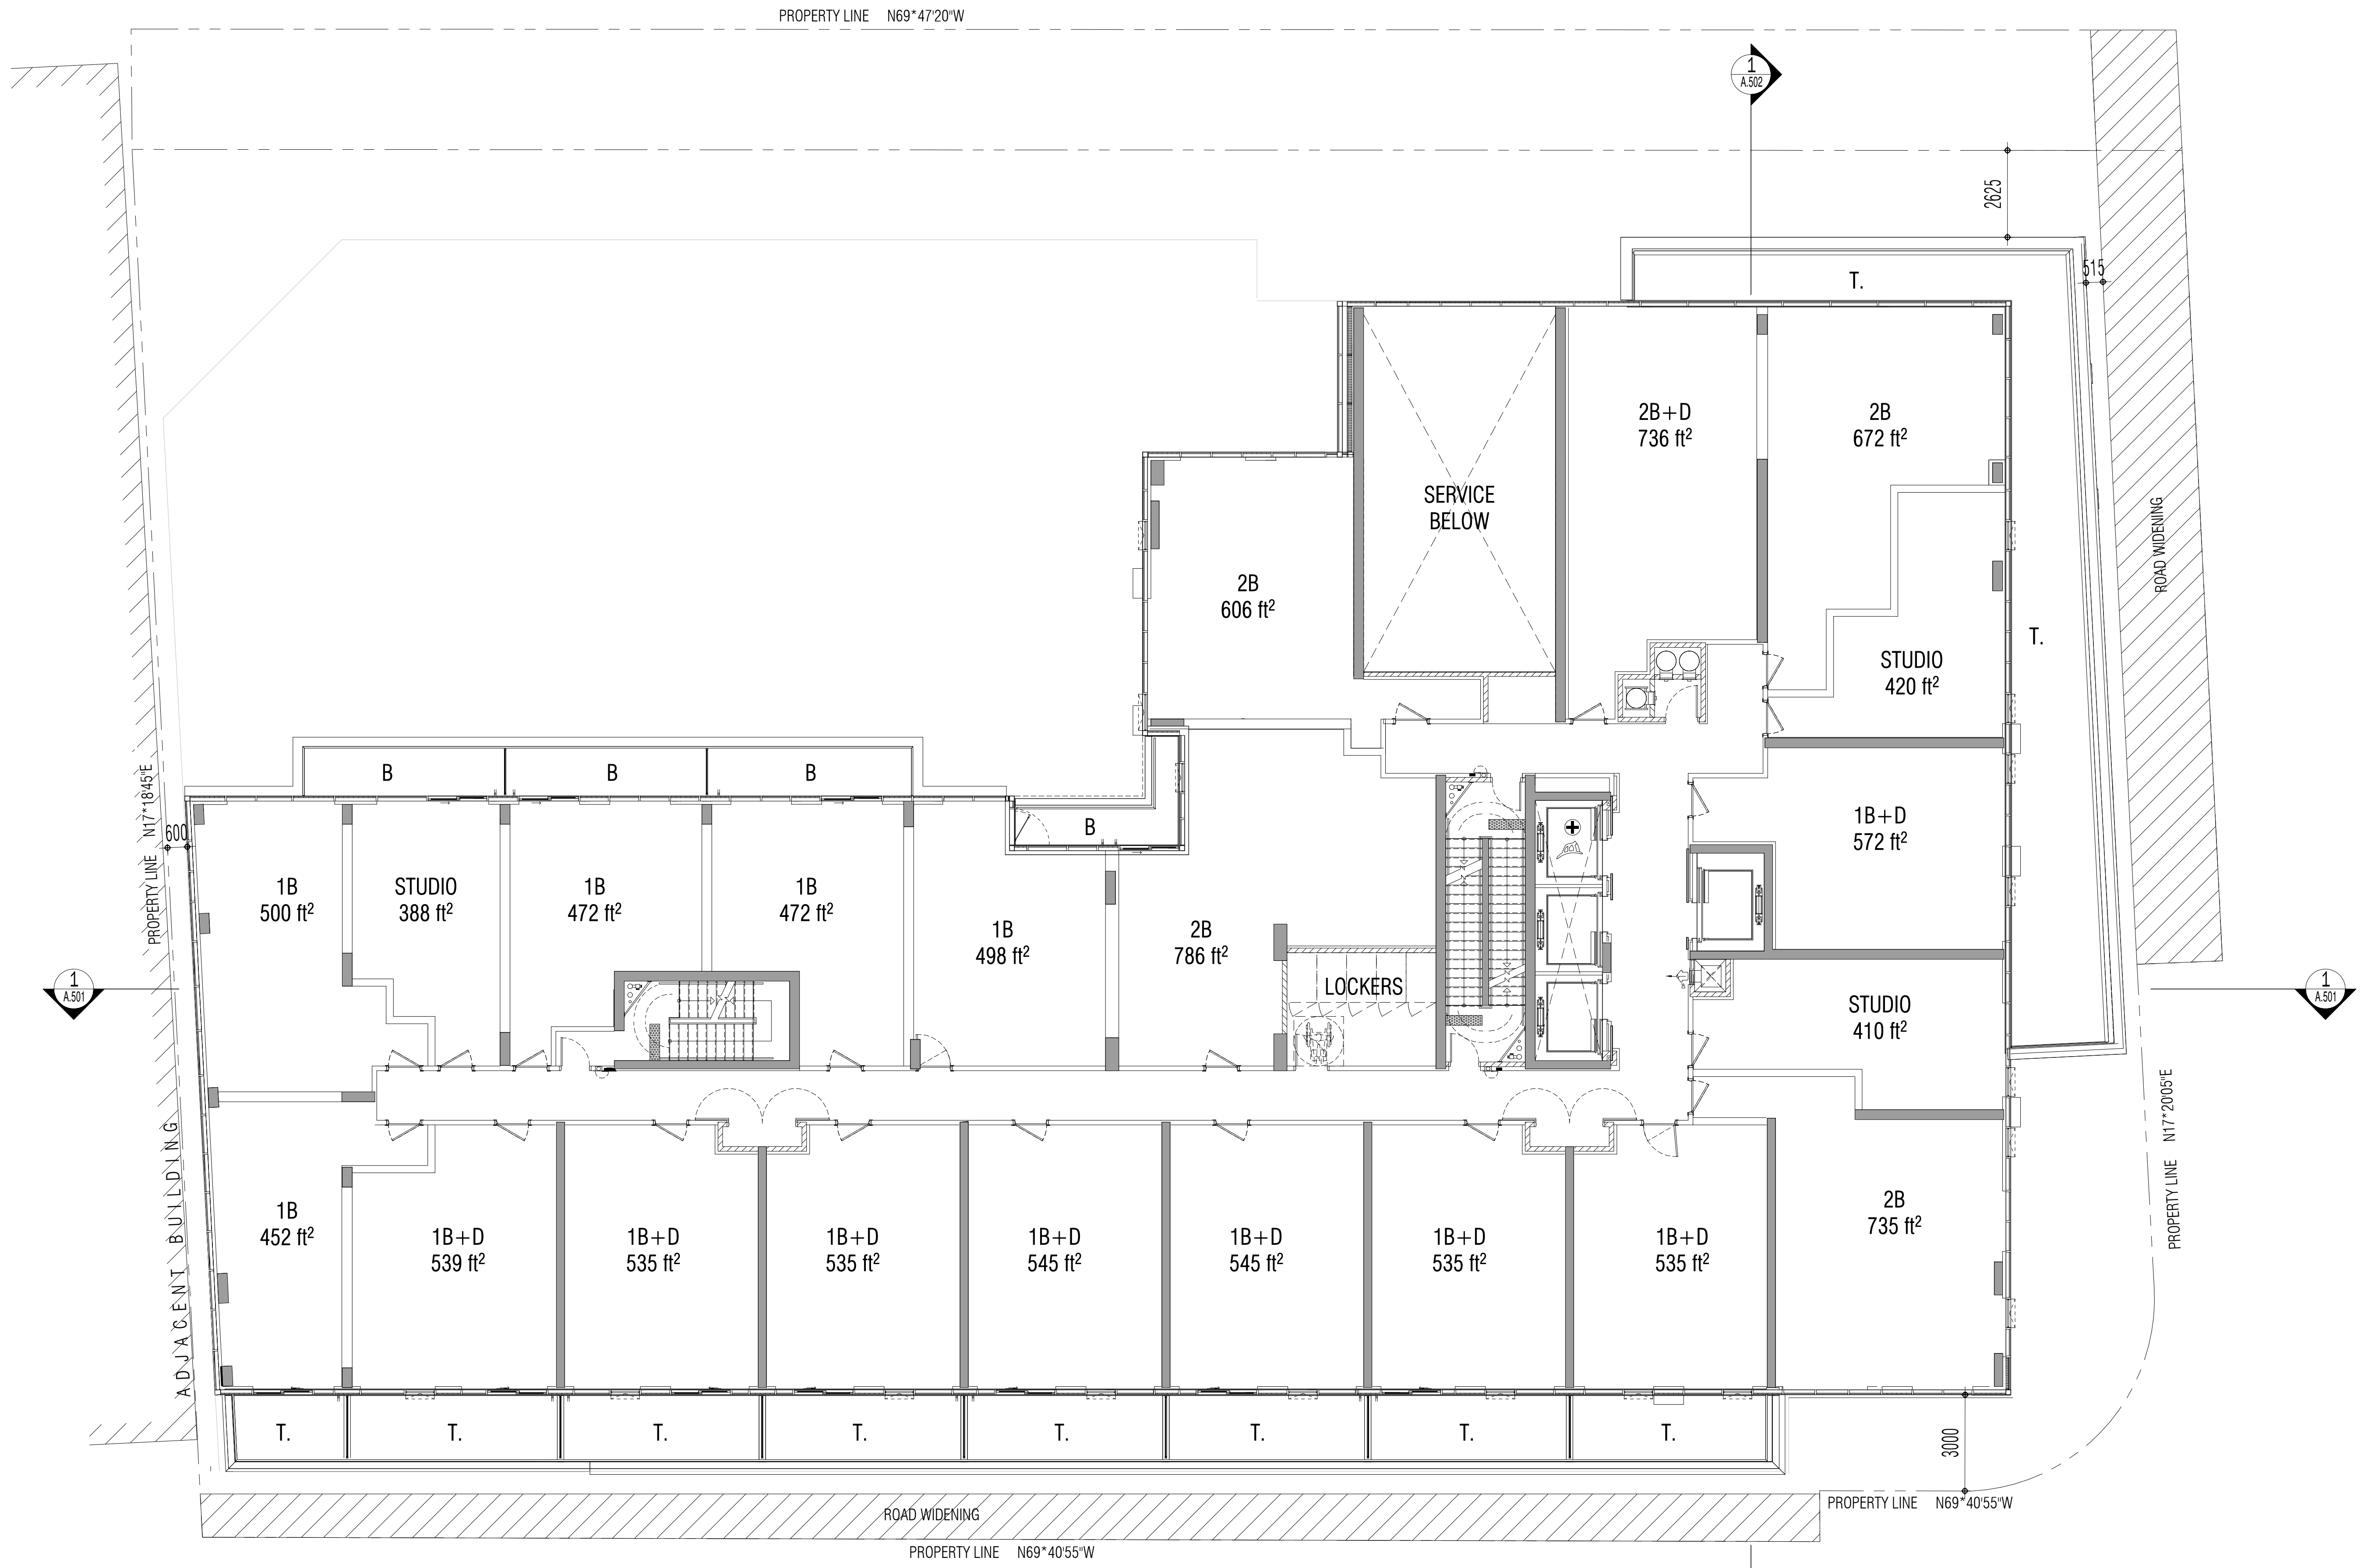 PROPERTY LINE N69*47'20"W
1
A.502
2625
515
T.
2B+D
736 ft²
2B
672 ft²
SERVICE
BELOW
ROAD WIDENING
2B
606 ft²
T.
STUDIO
420 ft²
B
B
B
B
PROPERTY LINE N17*18'45"E
600
1B+D
572 ft²
1B
500 ft²
STUDIO
388 ft²
1B
472 ft²
1B
472 ft²
1B
498 ft²
2B
786 ft²
LOCKERS
1
A.501
1
A.501
STUDIO
410 ft²
ADJACENT BUILDING
PROPERTY LINE N17*20'05"E
1B
452 ft²
1B+D
539 ft²
1B+D
535 ft²
1B+D
535 ft²
1B+D
545 ft²
1B+D
545 ft²
1B+D
535 ft²
1B+D
535 ft²
2B
735 ft²
T.
T.
T.
T.
T.
T.
T.
T.
3000
PROPERTY LINE N69*40'55"W
ROAD WIDENING
PROPERTY LINE N69*40'55"W